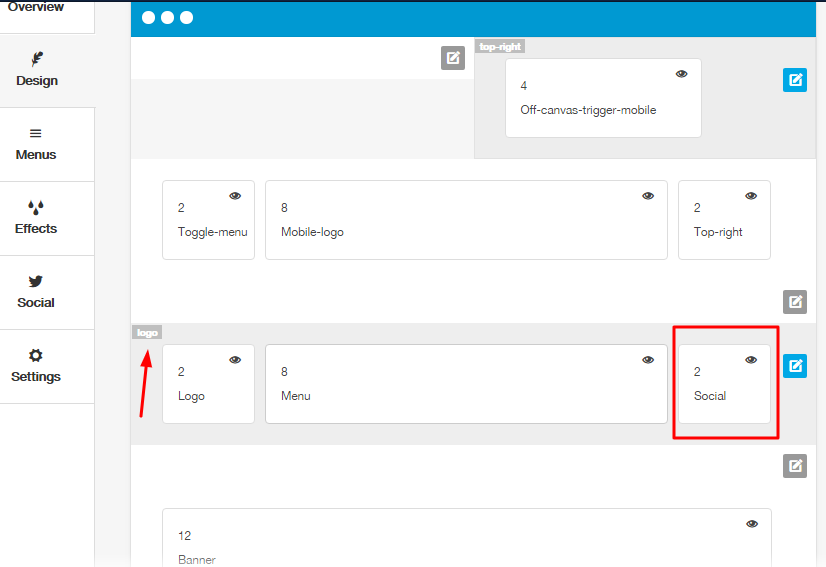 Overview
Design
Menus
Effects
Social
Settings
top-right
4
Off-canvas-trigger-mobile
2
Toggle-menu
8
Mobile-logo
2
Top-right
logo
2
Logo
8
Menu
2
Social
12
Banner